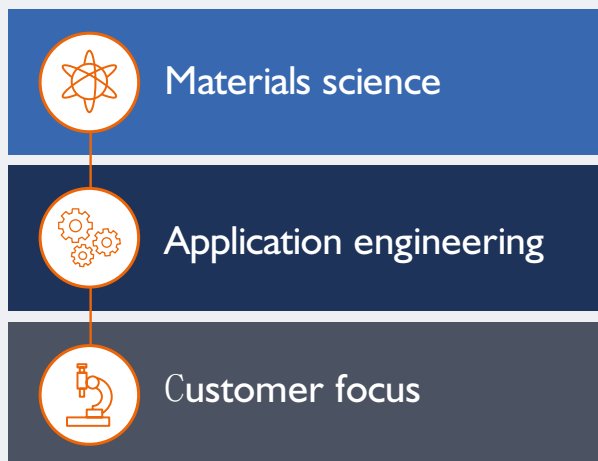 Materials science
Application engineering
Customer focus